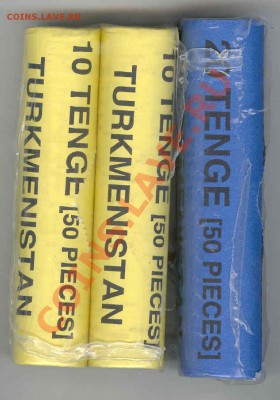 COINS.LAVE.RU
10 TENGE [50 PIECES]
TURKMENISTAN
10 TENGE [50 PIECES]
TURKMENISTAN
TENGE [50 PIECES]
COINS.LAVE.RU